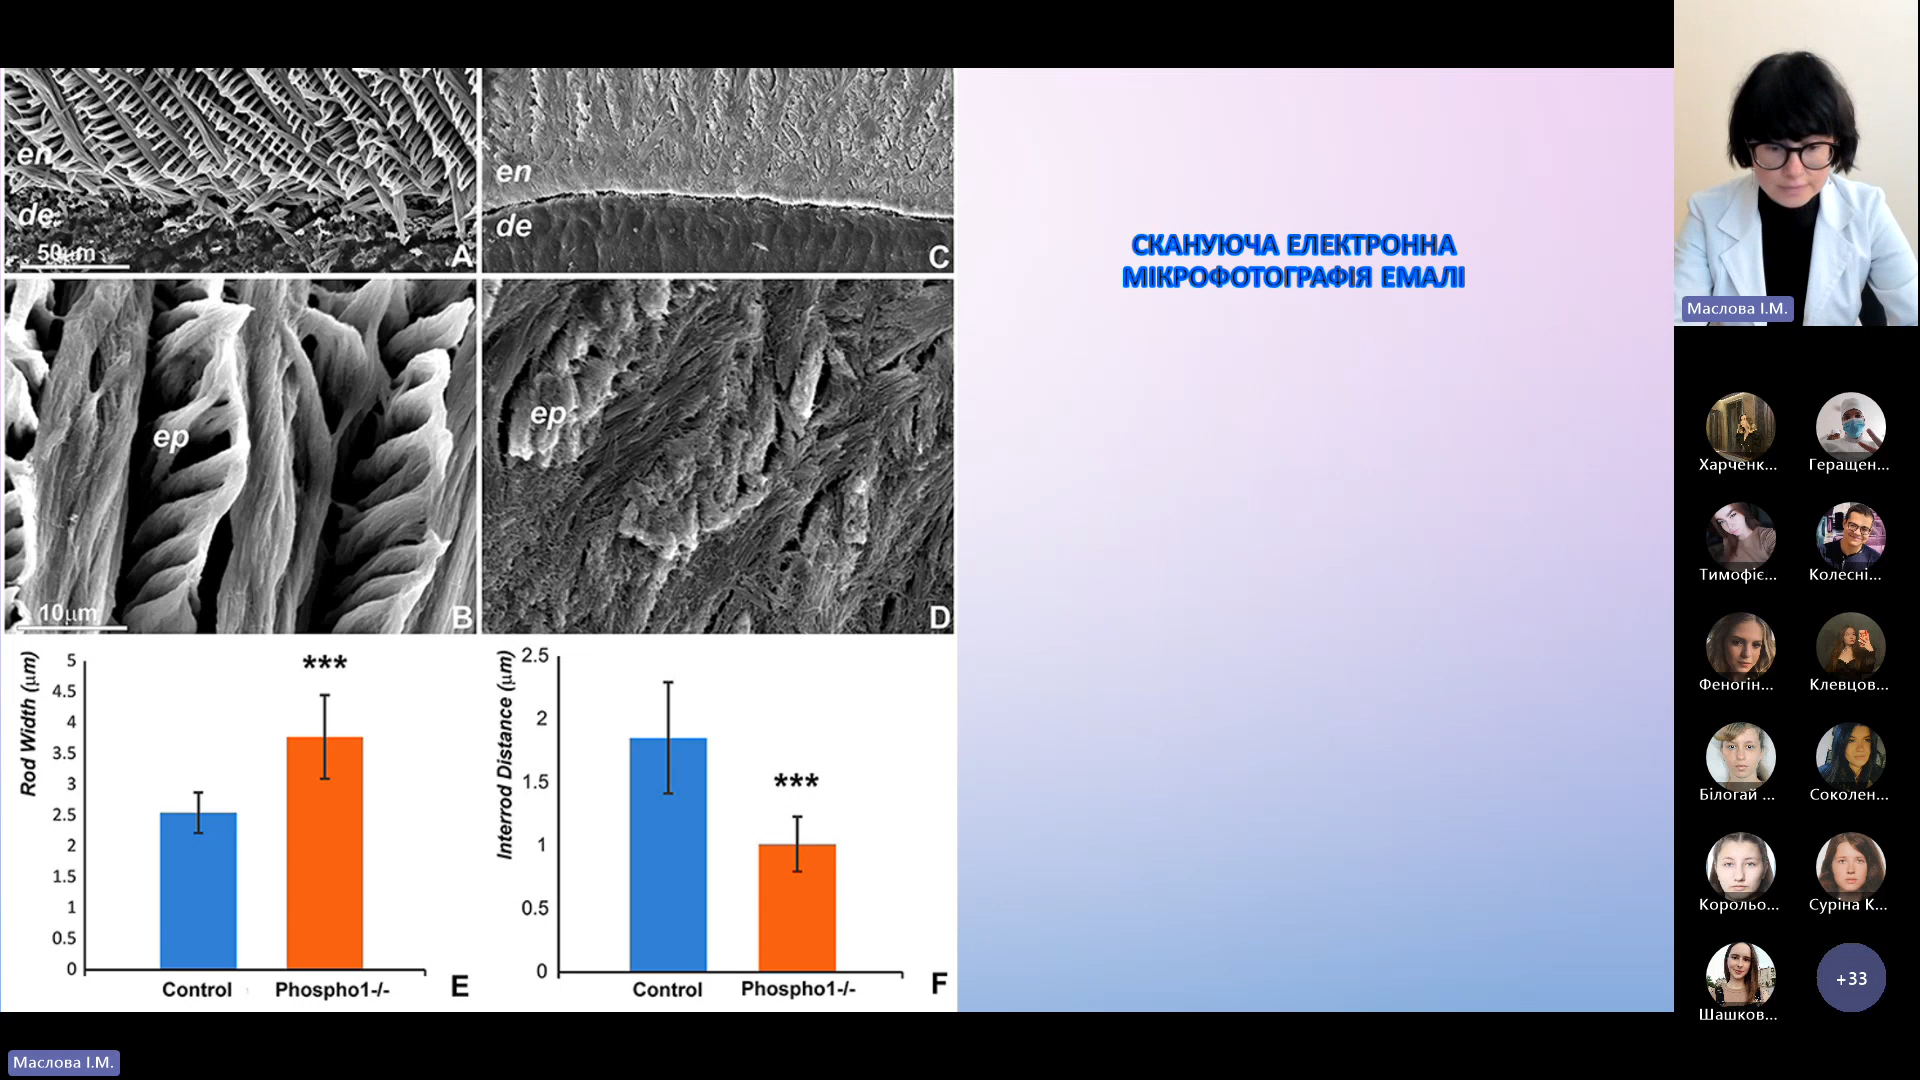 en
de
50μm
A
en
de
C
ep
10μm
B
ep
D
СКАНУЮЧА ЕЛЕКТРОННА
МІКРОФОТОГРАФІЯ ЕМАЛІ
Rod Width (μm)
5
4.5
4
3.5
3
2.5
2
1.5
1
0.5
0
***
Control
Phospho1-/-
E
Interrod Distance (μm)
2.5
2
1.5
1
0.5
0
***
Control
Phospho1-/-
F
Маслова І.М.
Харченк...
Геращен...
Тимофіє...
Колесні...
Феногін...
Клевцов...
Білогай ...
Соколен...
Корольо...
Суріна К...
Шашков...
+33
Маслова І.М.